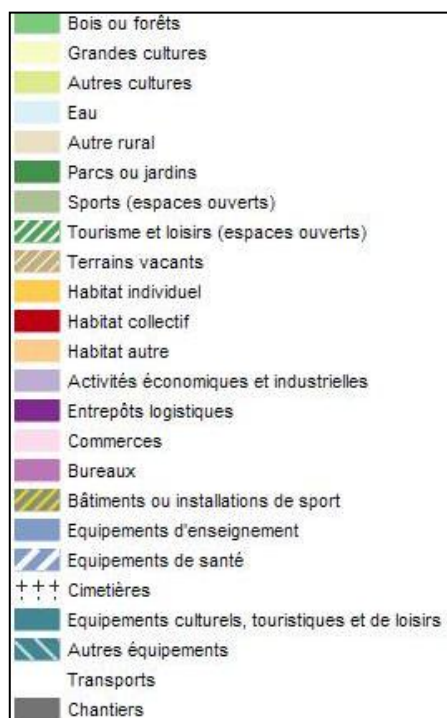 Bois ou forêts
Grandes cultures
Autres cultures
Eau
Autre rural
Parcs ou jardins
Sports (espaces ouverts)
Tourisme et loisirs (espaces ouverts)
Terrains vacants
Habitat individuel
Habitat collectif
Habitat autre
Activités économiques et industrielles
Entrepôts logistiques
Commerces
Bureaux
Bâtiments ou installations de sport
Equipements d'enseignement
Equipements de santé
Cimetières
Equipements culturels, touristiques et de loisirs
Autres équipements
Transports
Chantiers